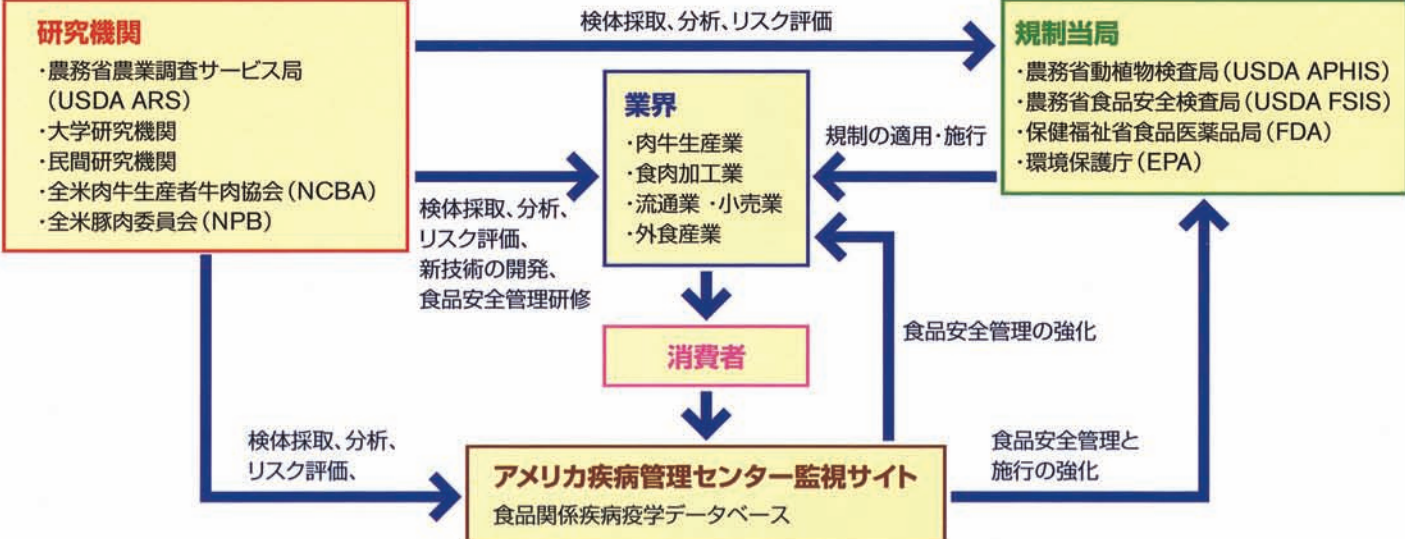 検体採取、分析、リスク評価
研究機関
・農務省農業調査サービス局
(USDA ARS)
・大学研究機関
・民間研究機関
・全米肉牛生産者牛肉協会(NCBA)
・全米豚肉委員会(NPB)
業界
・肉牛生産業
・食肉加工業
・流通業 ・小売業
・外食産業
規制当局
・農務省動植物検査局(USDA APHIS)
・農務省食品安全検査局(USDA FSIS)
・保健福祉省食品医薬品局(FDA)
・環境保護庁(EPA)
規制の適用・施行
検体採取、分析、
リスク評価、
新技術の開発、
食品安全管理研修
消費者
食品安全管理の強化
検体採取、分析、
リスク評価、
食品安全管理と
施行の強化
アメリカ疾病管理センター監視サイト
食品関係疾病疫学データベース